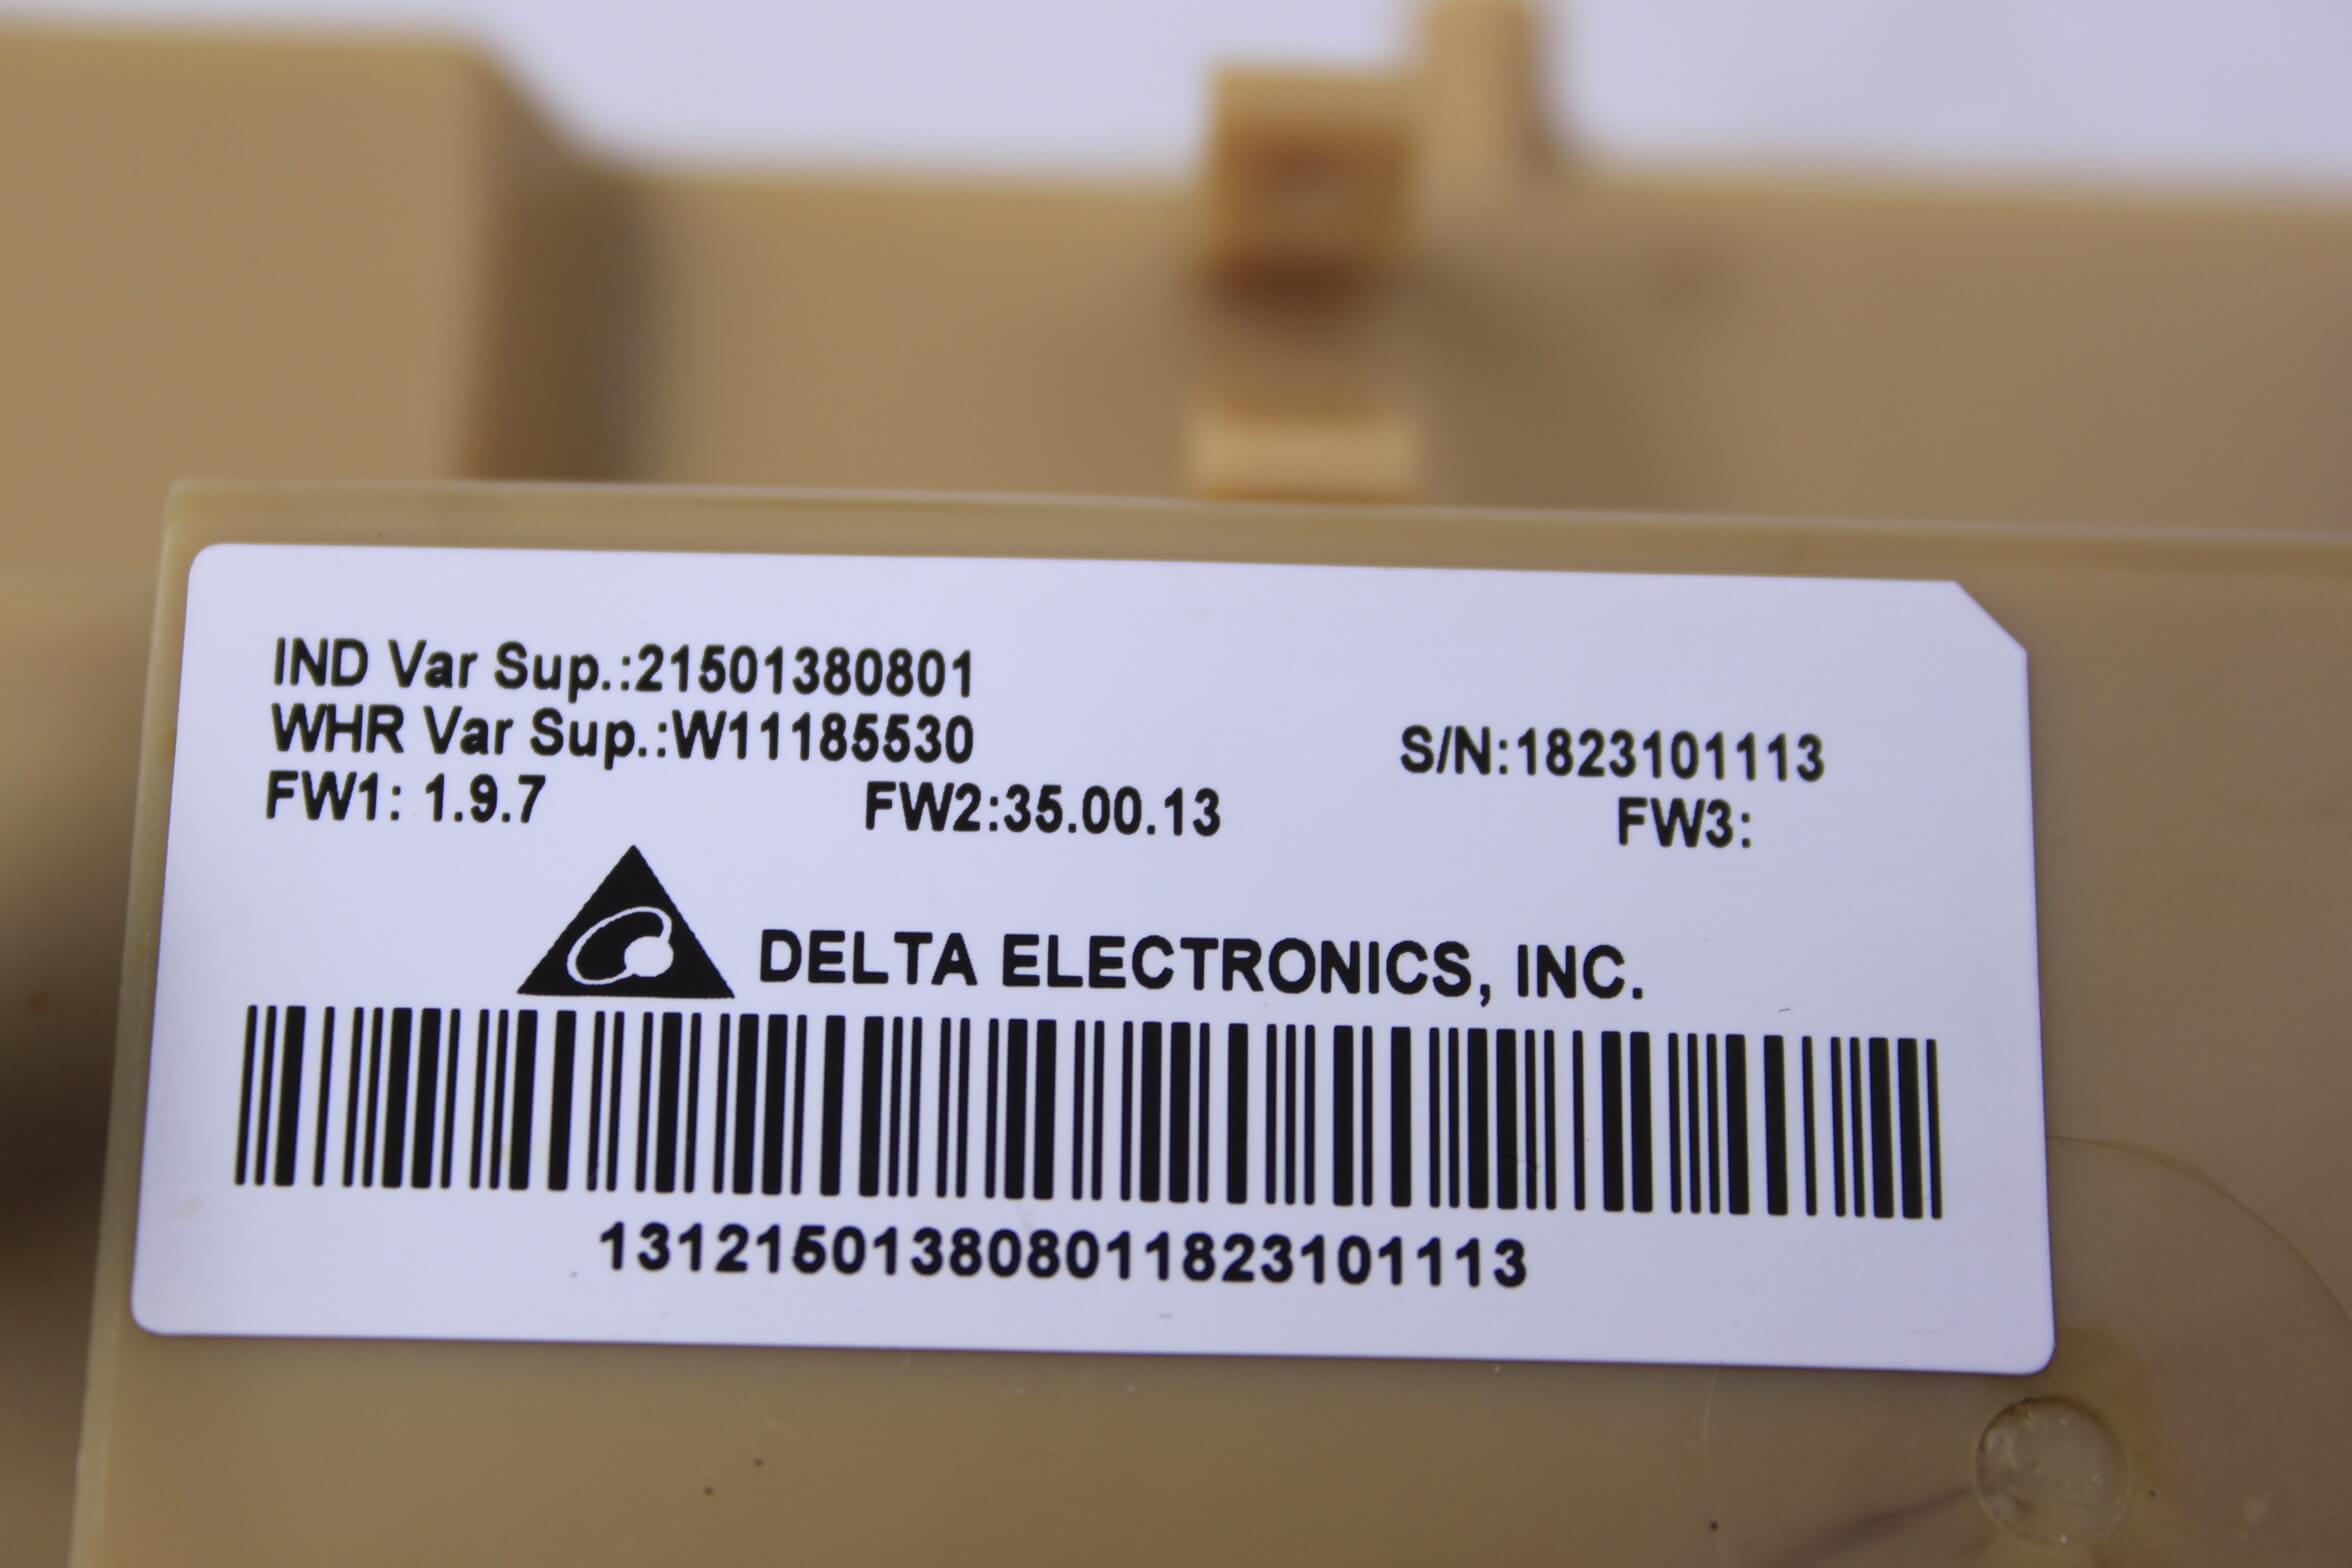 IND Var Sup.:21501380801
WHR Var Sup.:W11185530
S/N:1823101113
FW1: 1.9.7 FW2:35.00.13 FW3:
DELTA ELECTRONICS, INC.
131215013808011823101113